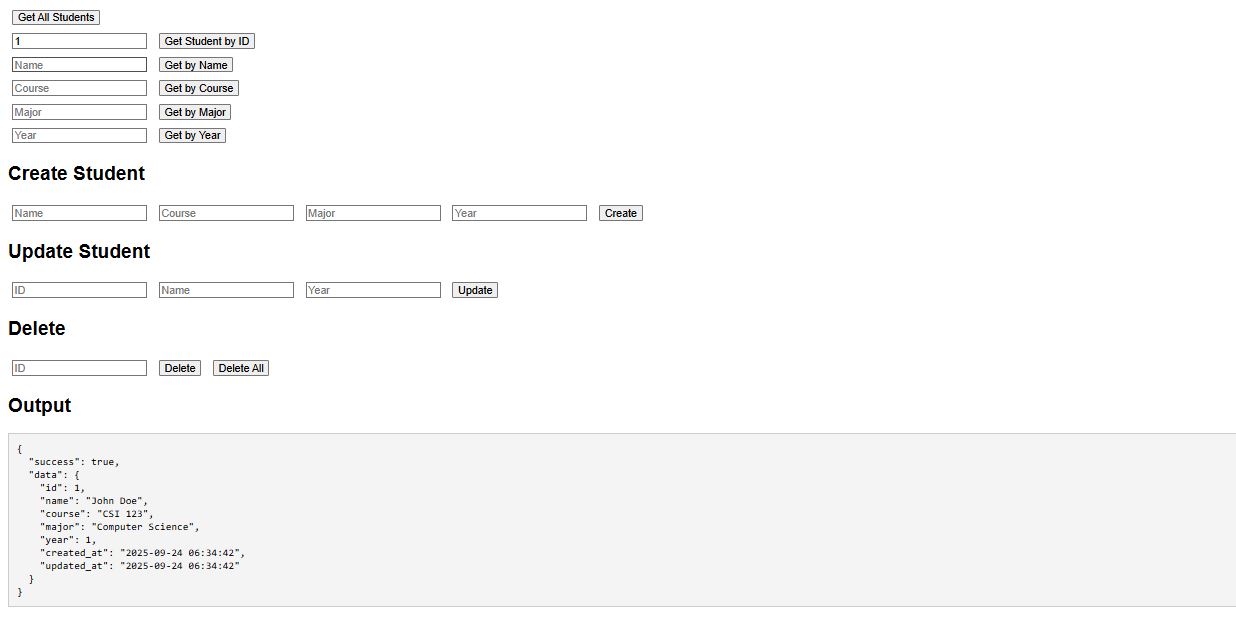 Get All Students
1 Get Student by ID
Name Get by Name
Course Get by Course
Major Get by Major
Year Get by Year
Create Student
Name Course Major Year Create
Update Student
ID Name Year Update
Delete
ID Delete Delete All
Output
{
  "success": true,
  "data": {
    "id": 1,
    "name": "John Doe",
    "course": "CSI 123",
    "major": "Computer Science",
    "year": 1,
    "created_at": "2025-09-24 06:34:42",
    "updated_at": "2025-09-24 06:34:42"
  }
}